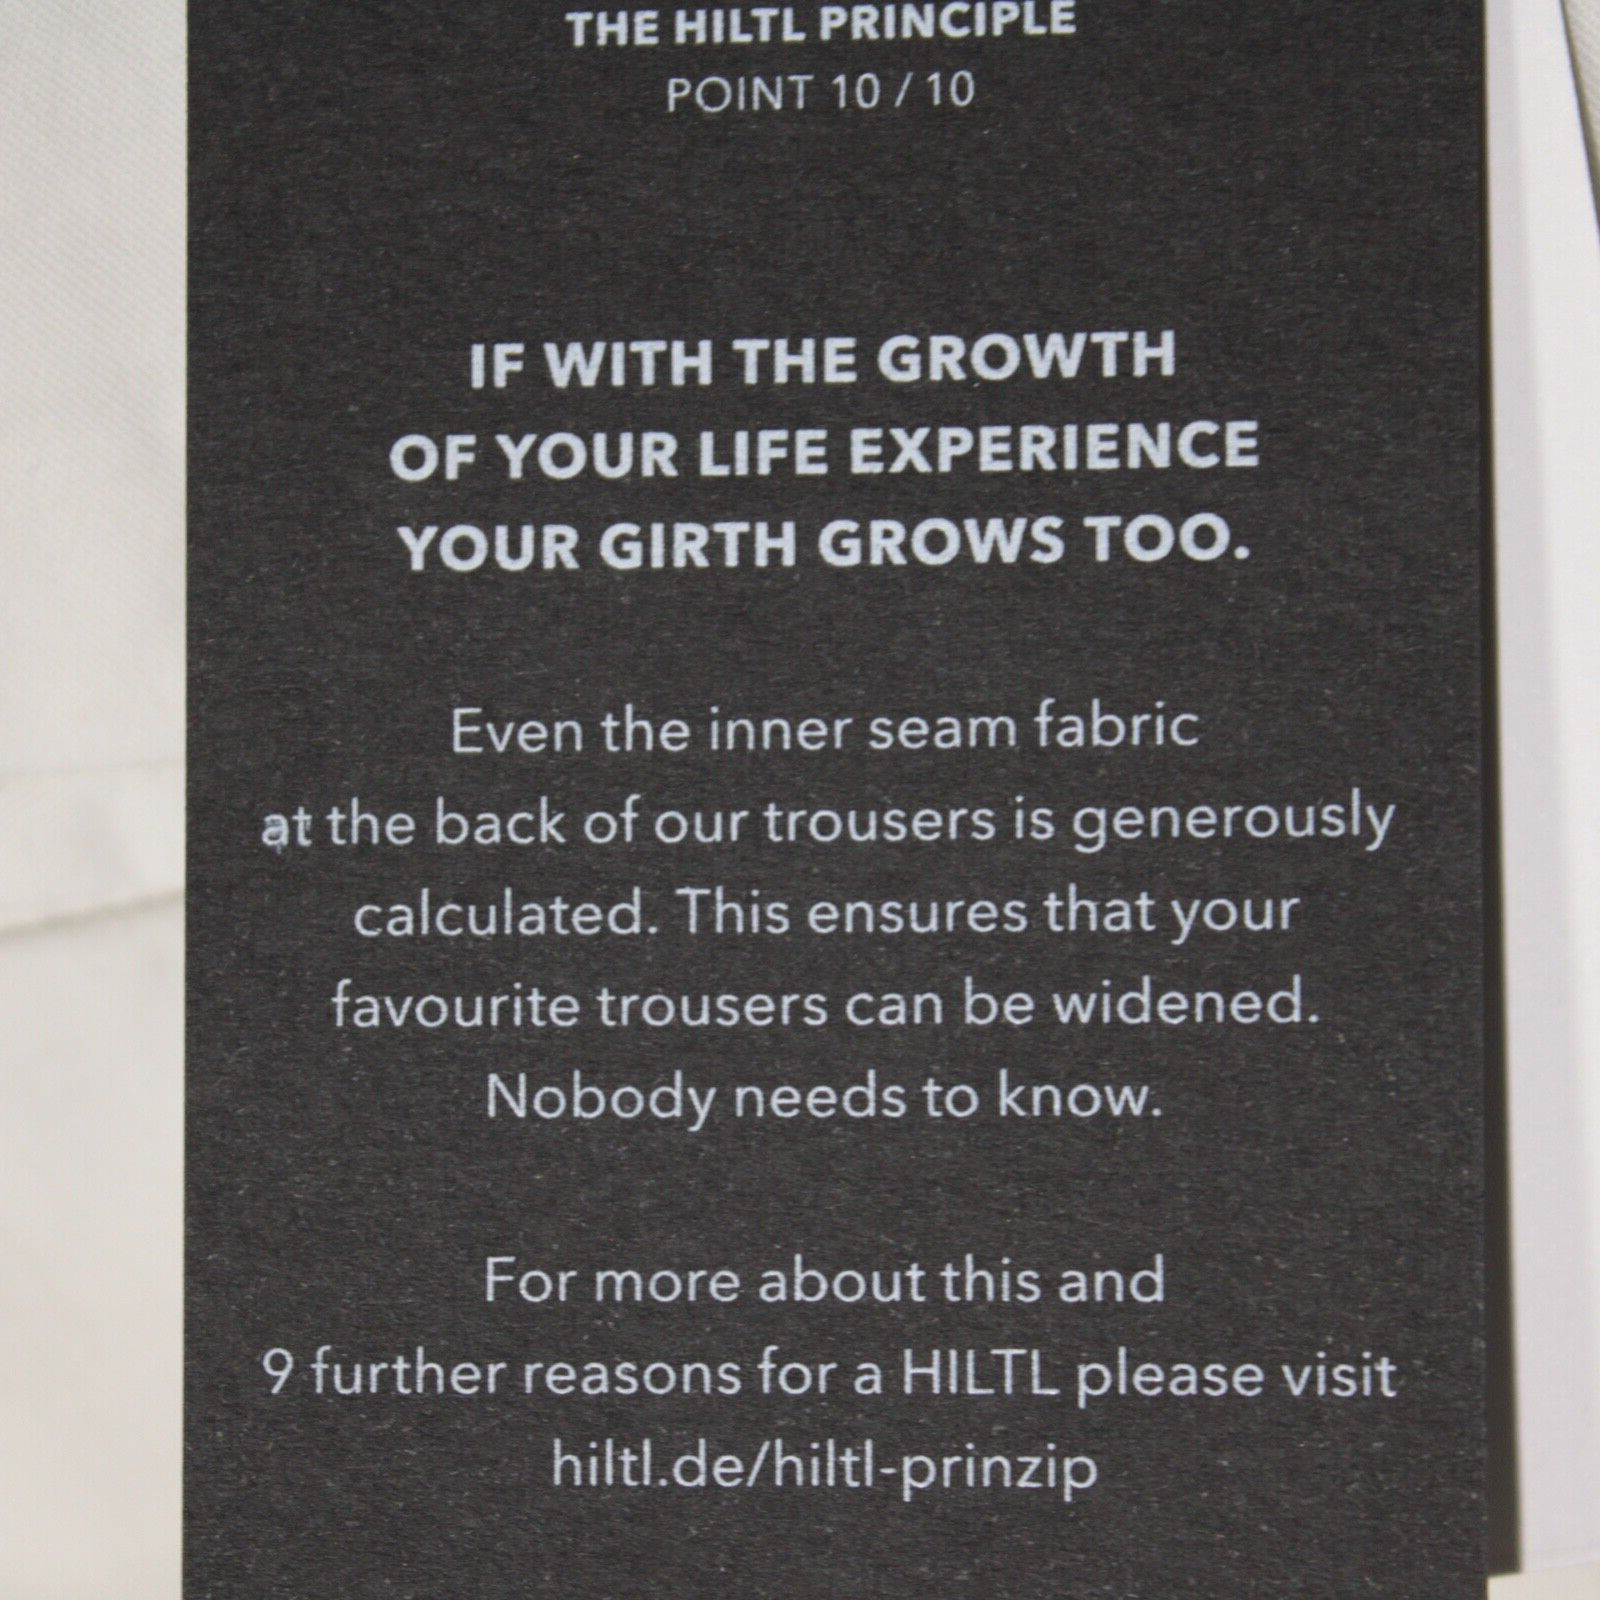 THE HILTL PRINCIPLE
POINT 10 / 10
IF WITH THE GROWTH
OF YOUR LIFE EXPERIENCE
YOUR GIRTH GROWS TOO.
Even the inner seam fabric
at the back of our trousers is generously
calculated. This ensures that your
favourite trousers can be widened.
Nobody needs to know.
For more about this and
9 further reasons for a HILTL please visit
hiltl.de/hiltl-prinzip